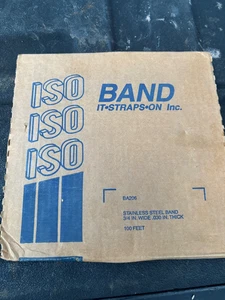 ISO
ISO
ISO
BAND
IT•STRAPS•ON Inc.
EA206
STAINLESS STEEL BAND
3/4 IN. WIDE .030 IN. THICK
100 FEET